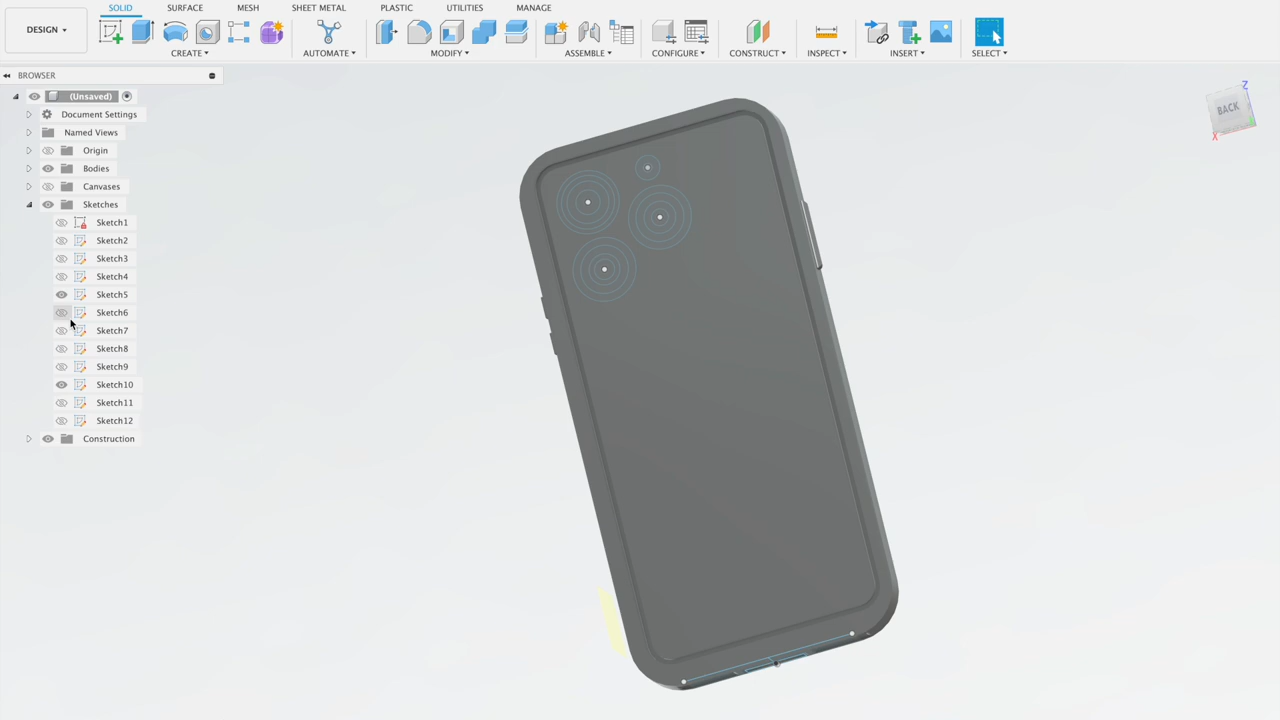 SOLID SURFACE MESH SHEET METAL PLASTIC UTILITIES MANAGE
DESIGN
CREATE AUTOMATE MODIFY ASSEMBLE CONFIGURE CONSTRUCT INSPECT INSERT SELECT
BROWSER
(Unsaved)
Document Settings
Named Views
Origin
Bodies
Canvases
Sketches
Sketch1
Sketch2
Sketch3
Sketch4
Sketch5
Sketch6
Sketch7
Sketch8
Sketch9
Sketch10
Sketch11
Sketch12
Construction
Z
BACK
X